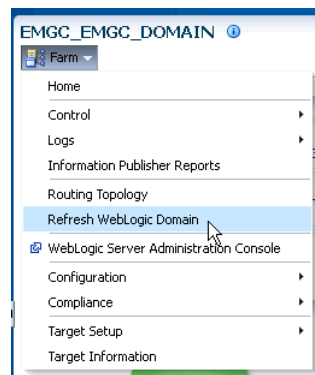 EMGC_EMGC_DOMAIN
Farm
Home
Control
Logs
Information Publisher Reports
Routing Topology
Refresh WebLogic Domain
WebLogic Server Administration Console
Configuration
Compliance
Target Setup
Target Information